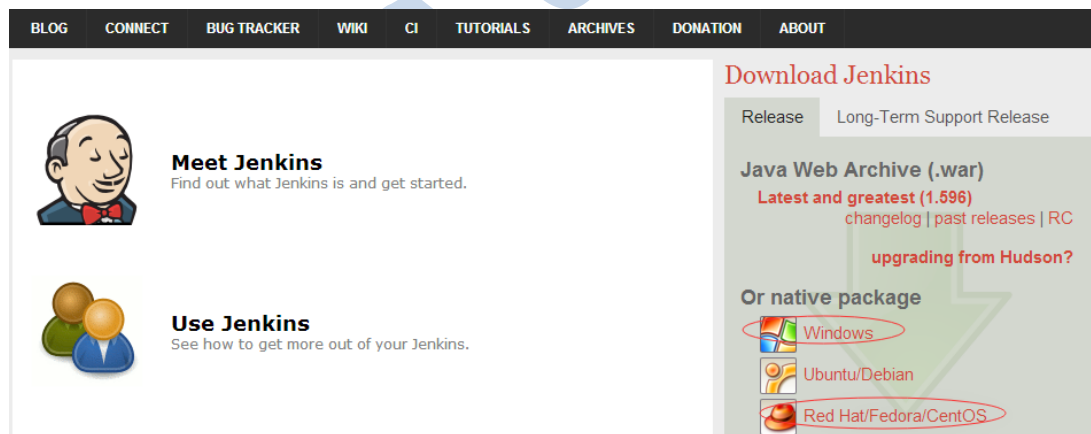 BLOG CONNECT BUG TRACKER WIKI CI TUTORIALS ARCHIVES DONATION ABOUT
Meet Jenkins
Find out what Jenkins is and get started.
Use Jenkins
See how to get more out of your Jenkins.
Download Jenkins
Release Long-Term Support Release
Java Web Archive (.war)
Latest and greatest (1.596)
changelog | past releases | RC
upgrading from Hudson?
Or native package
Windows
Ubuntu/Debian
Red Hat/Fedora/CentOS